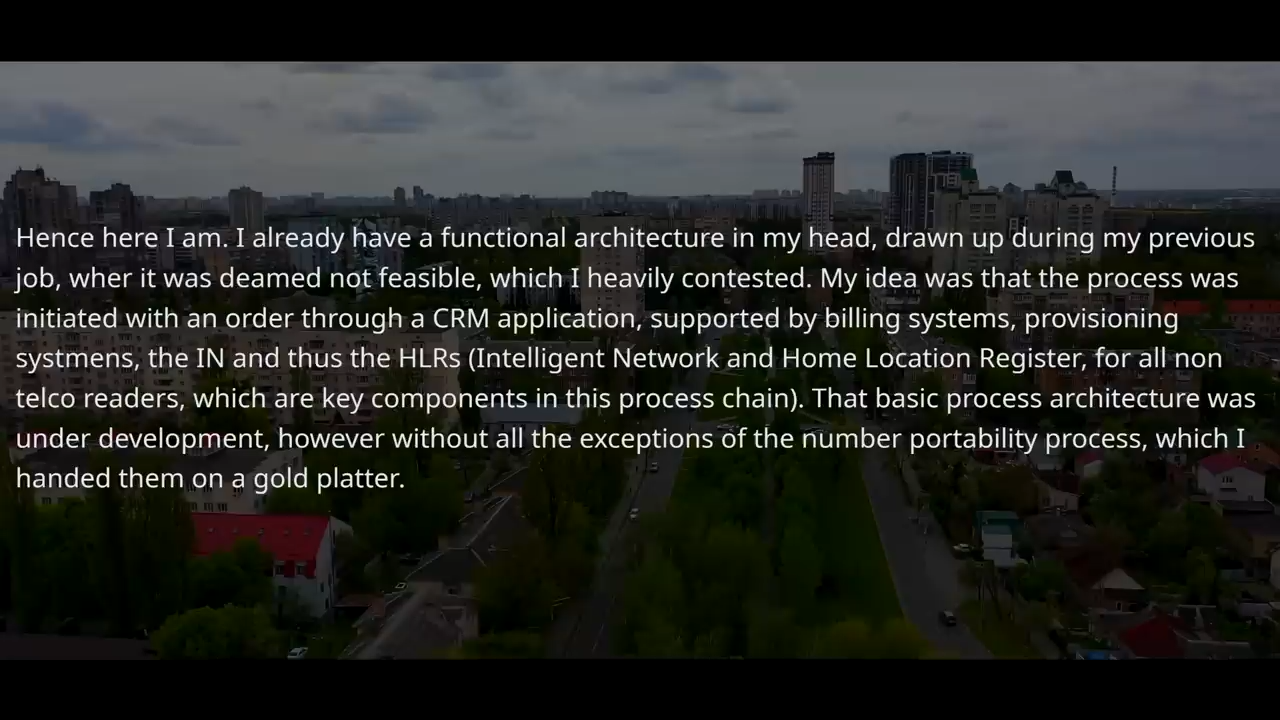 Hence here I am. I already have a functional architecture in my head, drawn up during my previous
job, wher it was deamed not feasible, which I heavily contested. My idea was that the process was
initiated with an order through a CRM application, supported by billing systems, provisioning
systmens, the IN and thus the HLRs (Intelligent Network and Home Location Register, for all non
telco readers, which are key components in this process chain). That basic process architecture was
under development, however without all the exceptions of the number portability process, which I
handed them on a gold platter.